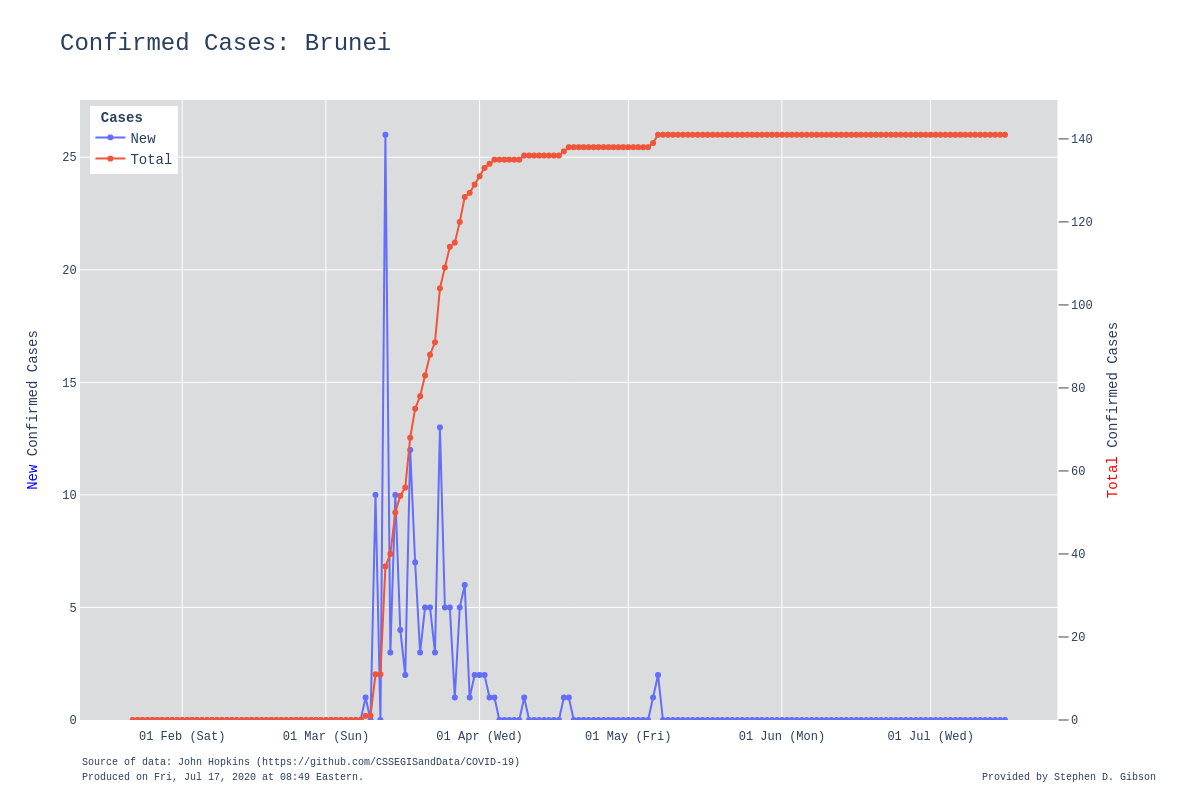 Confirmed Cases: Brunei
Cases
New
Total
25
20
15
10
5
0
140
120
100
80
60
40
20
0
New Confirmed Cases
Total Confirmed Cases
01 Feb (Sat)
01 Mar (Sun)
01 Apr (Wed)
01 May (Fri)
01 Jun (Mon)
01 Jul (Wed)
Source of data: John Hopkins (https://github.com/CSSEGISandData/COVID-19)
Produced on Fri, Jul 17, 2020 at 08:49 Eastern.
Provided by Stephen D. Gibson